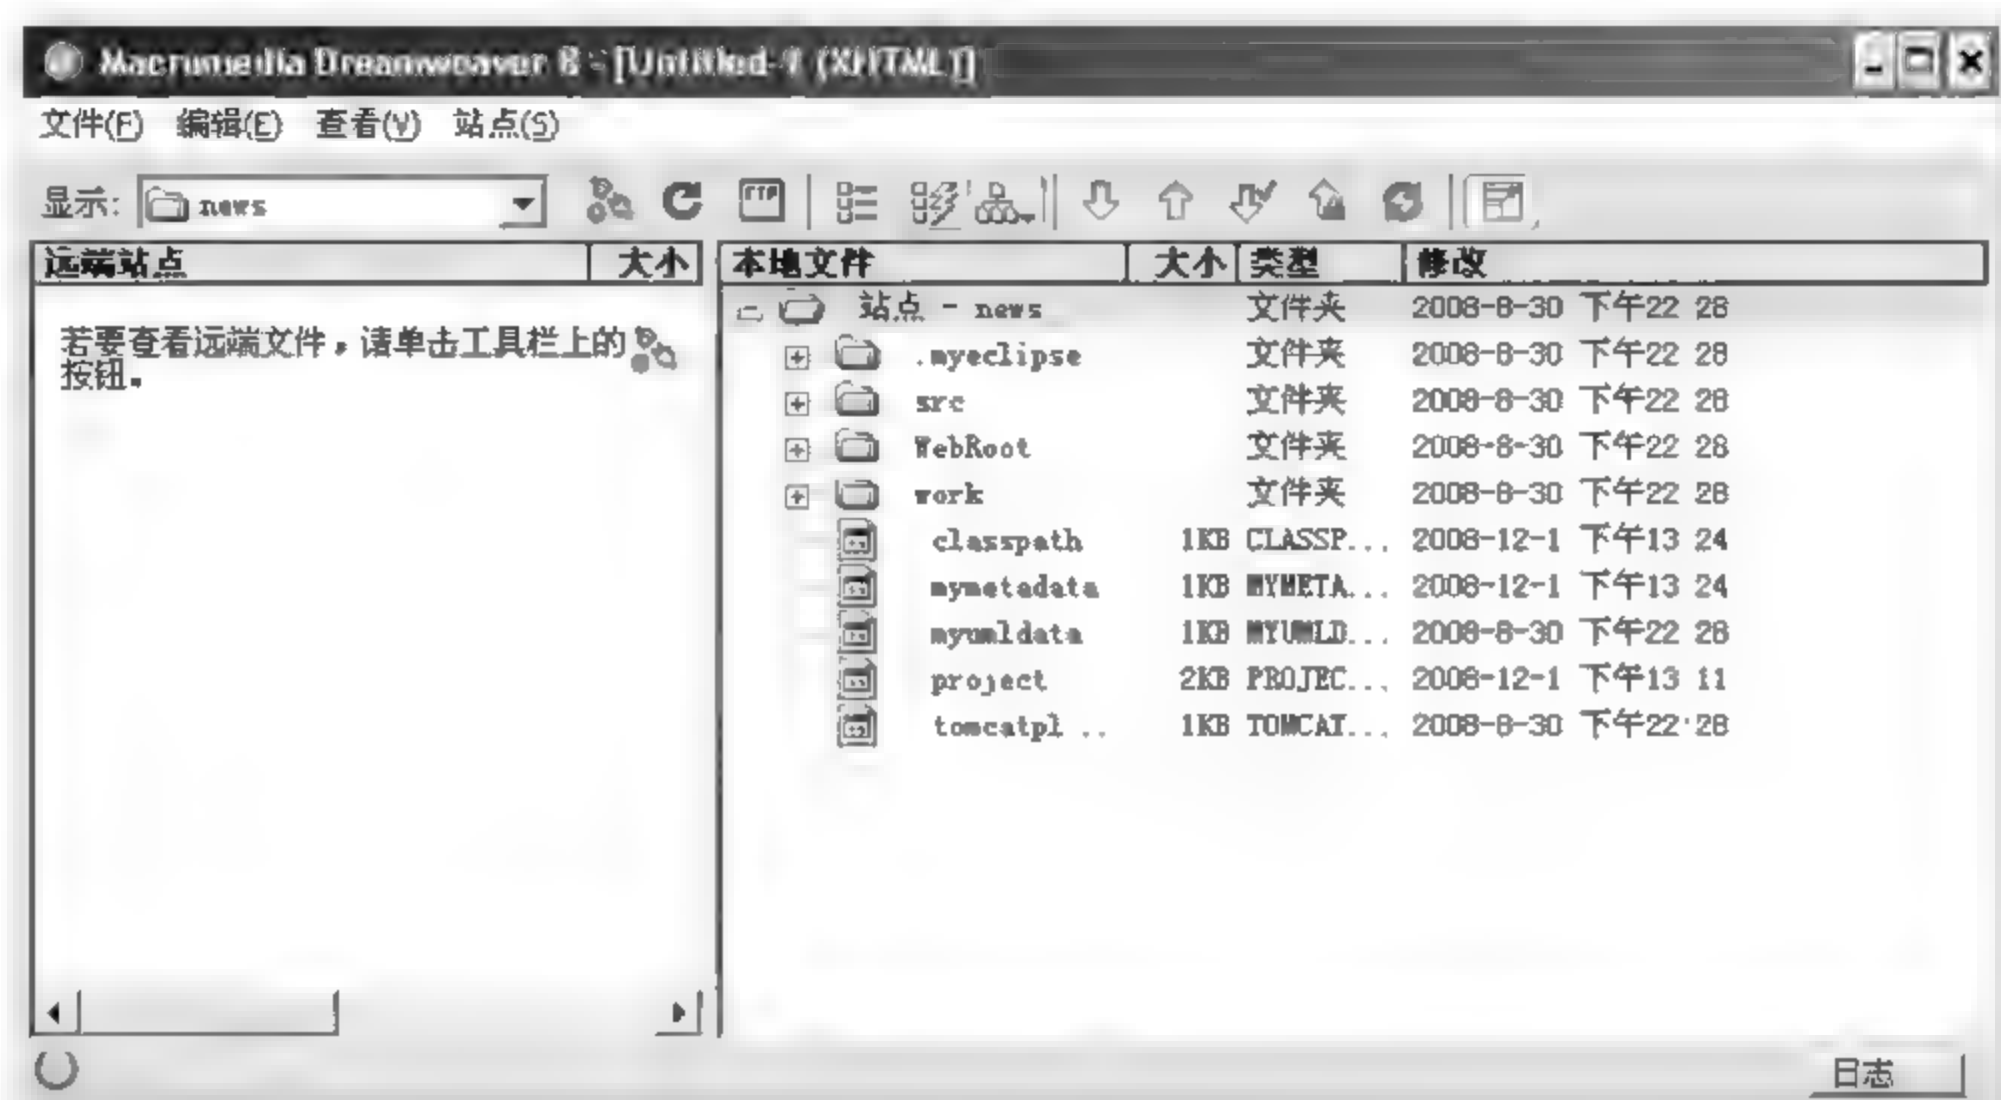 Macromedia Dreamweaver 8 - [Untitled-1 (XHTML)]
文件(F) 编辑(E) 查看(V) 站点(S)
显示: news FTP
远端站点 大小
若要查看远端文件，请单击工具栏上的
按钮。
本地文件 大小 类型 修改
站点 - news 文件夹 2008-8-30 下午22 28
.myeclipse 文件夹 2008-8-30 下午22 28
src 文件夹 2008-8-30 下午22 28
WebRoot 文件夹 2008-8-30 下午22 28
work 文件夹 2008-8-30 下午22 28
classpath 1KB CLASSP... 2008-12-1 下午13 24
mymetadata 1KB MYMETA... 2008-12-1 下午13 24
myumldata 1KB MYUMLD... 2008-8-30 下午22 28
project 2KB PROJEC... 2008-12-1 下午13 11
tomcatpl .. 1KB TOMCAT... 2008-8-30 下午22:28
日志